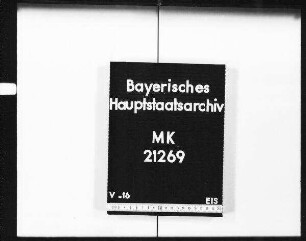 Bayerisches
Hauptstaatsarchiv
MK
21269
V -16 EIS